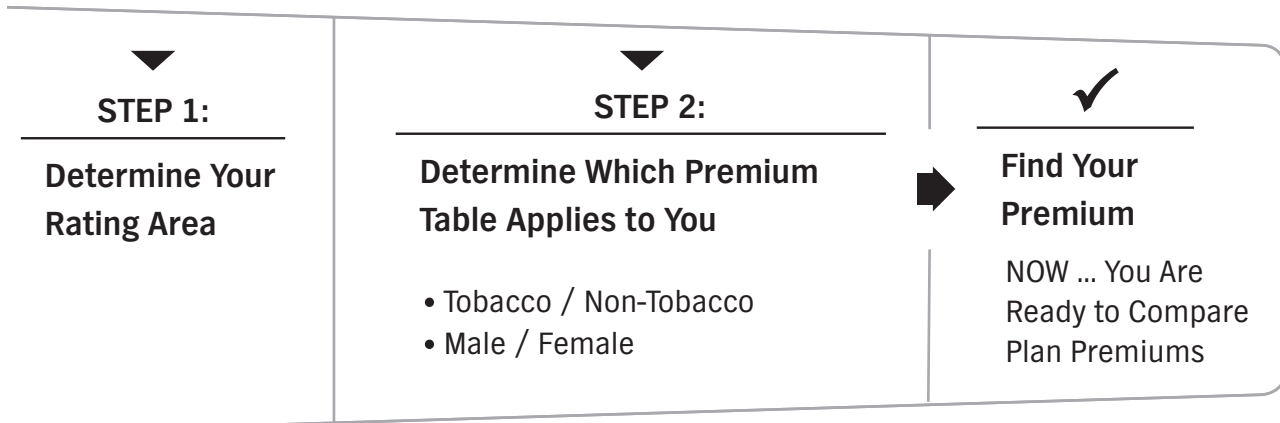 STEP 1:
Determine Your
Rating Area
STEP 2:
Determine Which Premium
Table Applies to You
• Tobacco / Non-Tobacco
• Male / Female
Find Your
Premium
NOW ... You Are
Ready to Compare
Plan Premiums